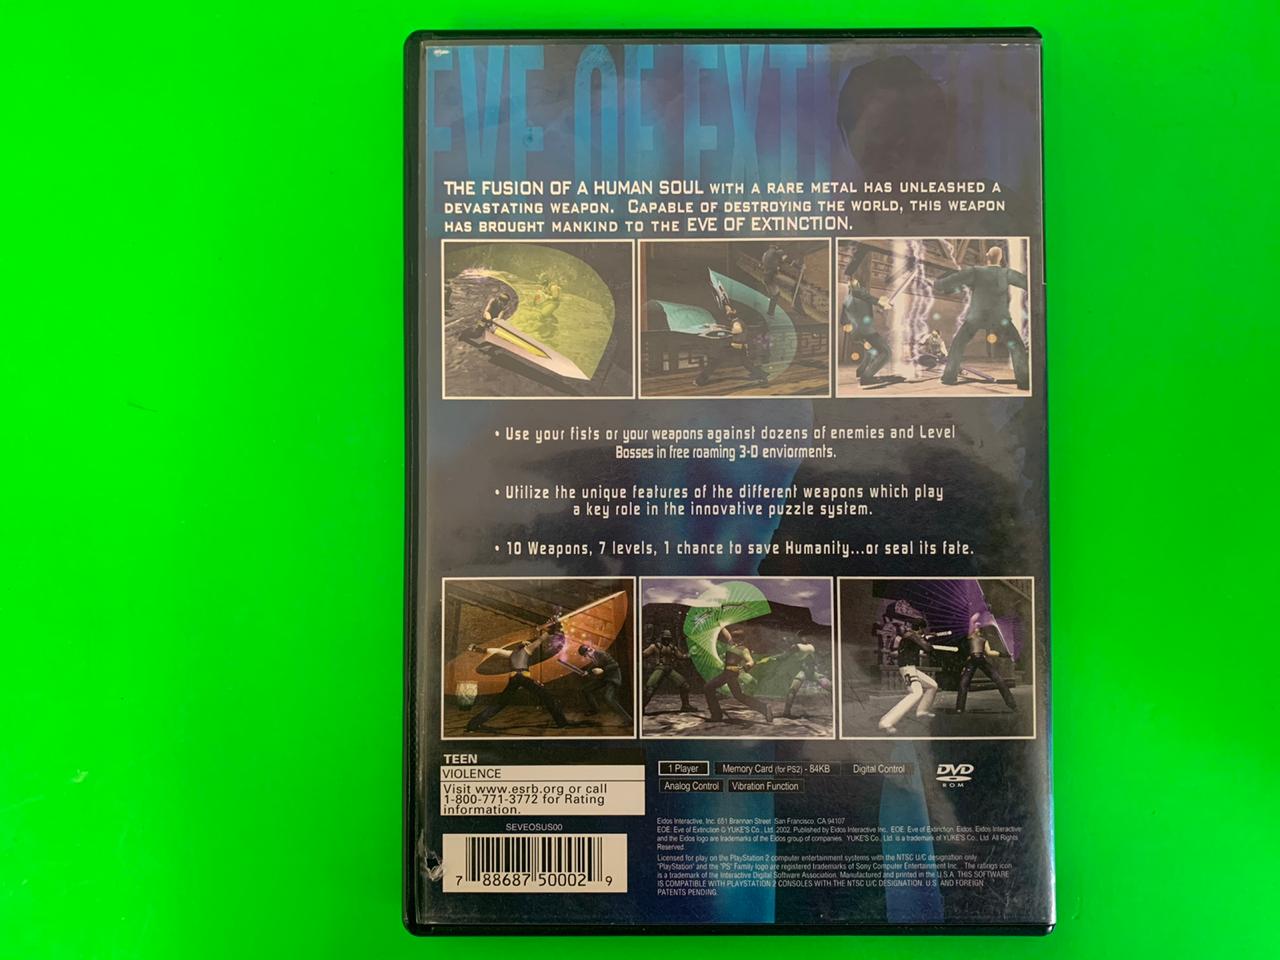 EVE OF EXTINCTION
THE FUSION OF A HUMAN SOUL WITH A RARE METAL HAS UNLEASHED A
DEVASTATING WEAPON. CAPABLE OF DESTROYING THE WORLD, THIS WEAPON
HAS BROUGHT MANKIND TO THE EVE OF EXTINCTION.
• Use your fists or your weapons against dozens of enemies and Level
Bosses in free roaming 3-D enviorments.
• Utilize the unique features of the different weapons which play
a key role in the innovative puzzle system.
• 10 Weapons, 7 levels, 1 chance to save Humanity...or seal its fate.
TEEN
VIOLENCE
Visit www.esrb.org or call
1-800-771-3772 for Rating
information.
SEVEOSUS00
7 88687 50002 9
1 Player Memory Card (for PS2) - 84KB Digital Control
Analog Control Vibration Function
DVD
ROM
Eidos Interactive, Inc. 651 Brannan Street San Francisco, CA 94107
EOE: Eve of Extinction © YUKE'S Co., Ltd. 2002. Published by Eidos Interactive Inc. EOE: Eve of Extinction, Eidos, Eidos Interactive
and the Eidos logo are trademarks of the Eidos group of companies. YUKE'S Co., Ltd. is a trademark of YUKE'S Co., Ltd. All Rights
Reserved.
Licensed for play on the PlayStation 2 computer entertainment systems with the NTSC U/C designation only.
"PlayStation" and the "PS" Family logo are registered trademarks of Sony Computer Entertainment Inc. The ratings icon
is a trademark of the Interactive Digital Software Association. Manufactured and printed in the U.S.A. THIS SOFTWARE
IS COMPATIBLE WITH PLAYSTATION 2 CONSOLES WITH THE NTSC U/C DESIGNATION. U.S. AND FOREIGN
PATENTS PENDING.